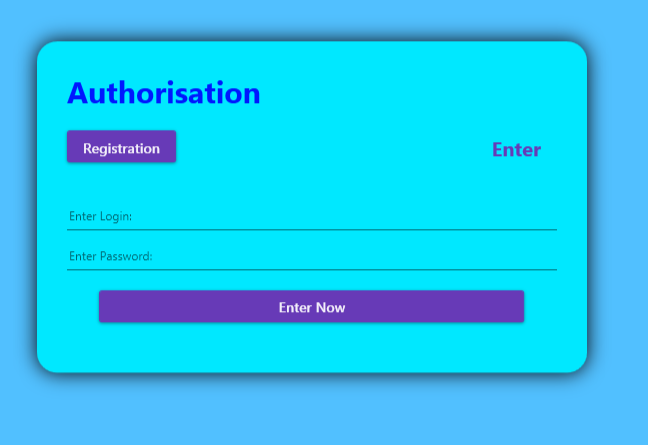 Authorisation
Registration Enter
Enter Login:
Enter Password:
Enter Now